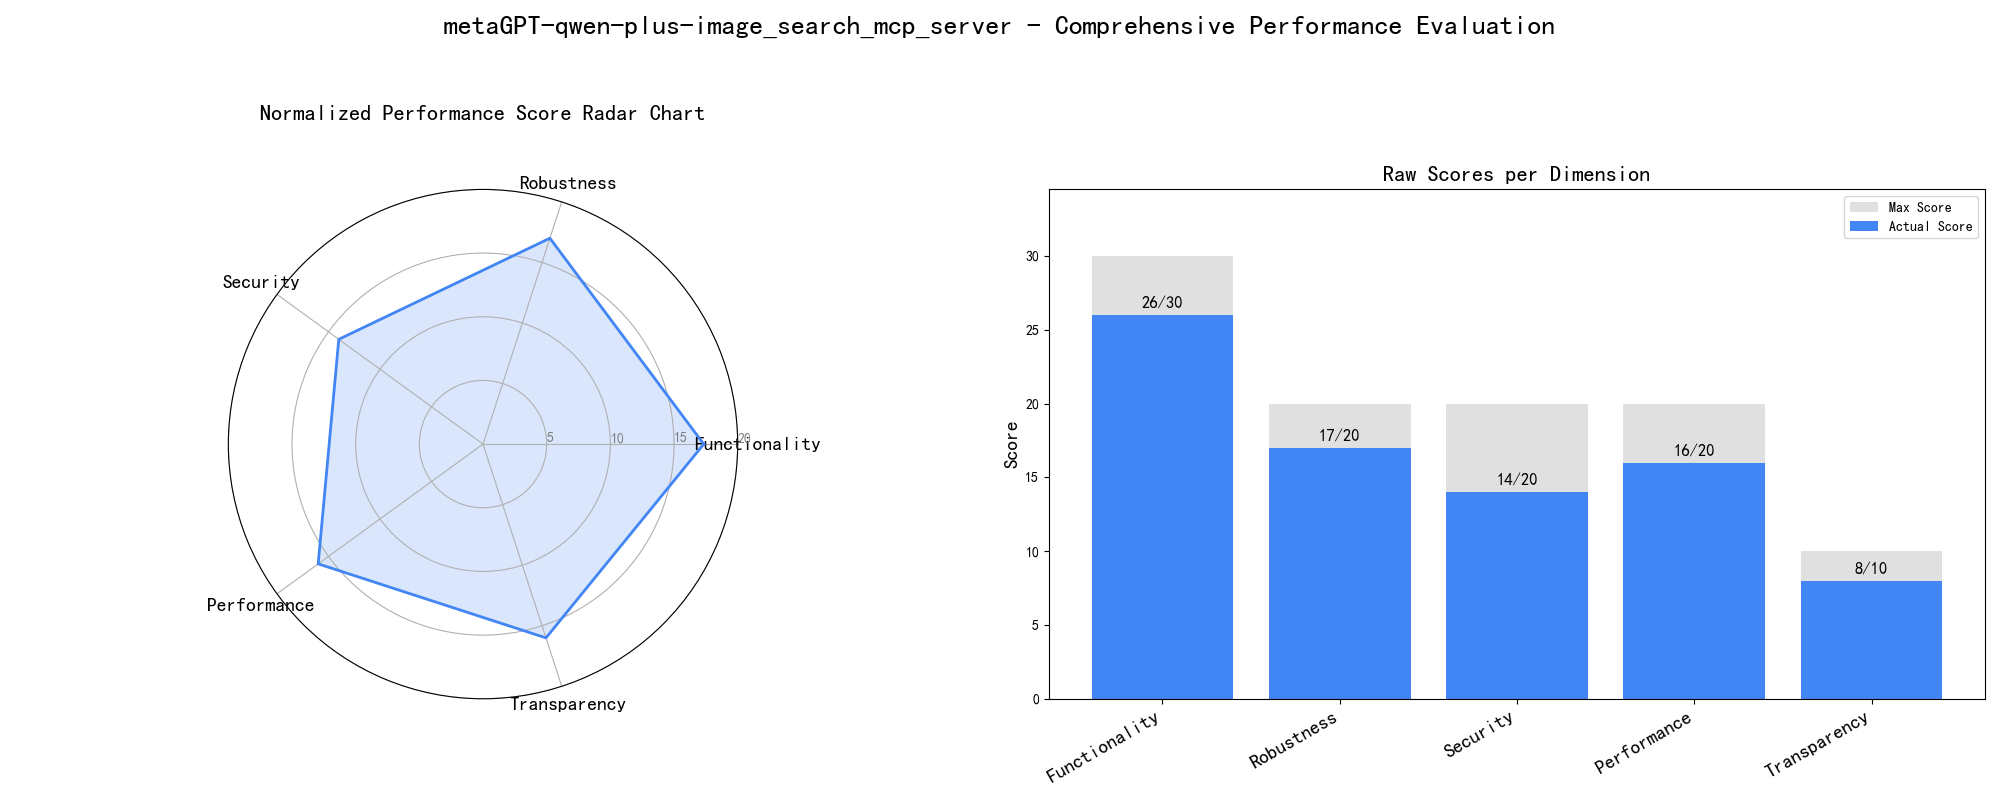 metaGPT-qwen-plus-image_search_mcp_server - Comprehensive Performance Evaluation
Normalized Performance Score Radar Chart
Robustness
Security
Functionality
5
10
15
20
Performance
Transparency
Raw Scores per Dimension
Max Score
Actual Score
Score
30
25
20
15
10
5
0
26/30
17/20
14/20
16/20
8/10
Functionality
Robustness
Security
Performance
Transparency